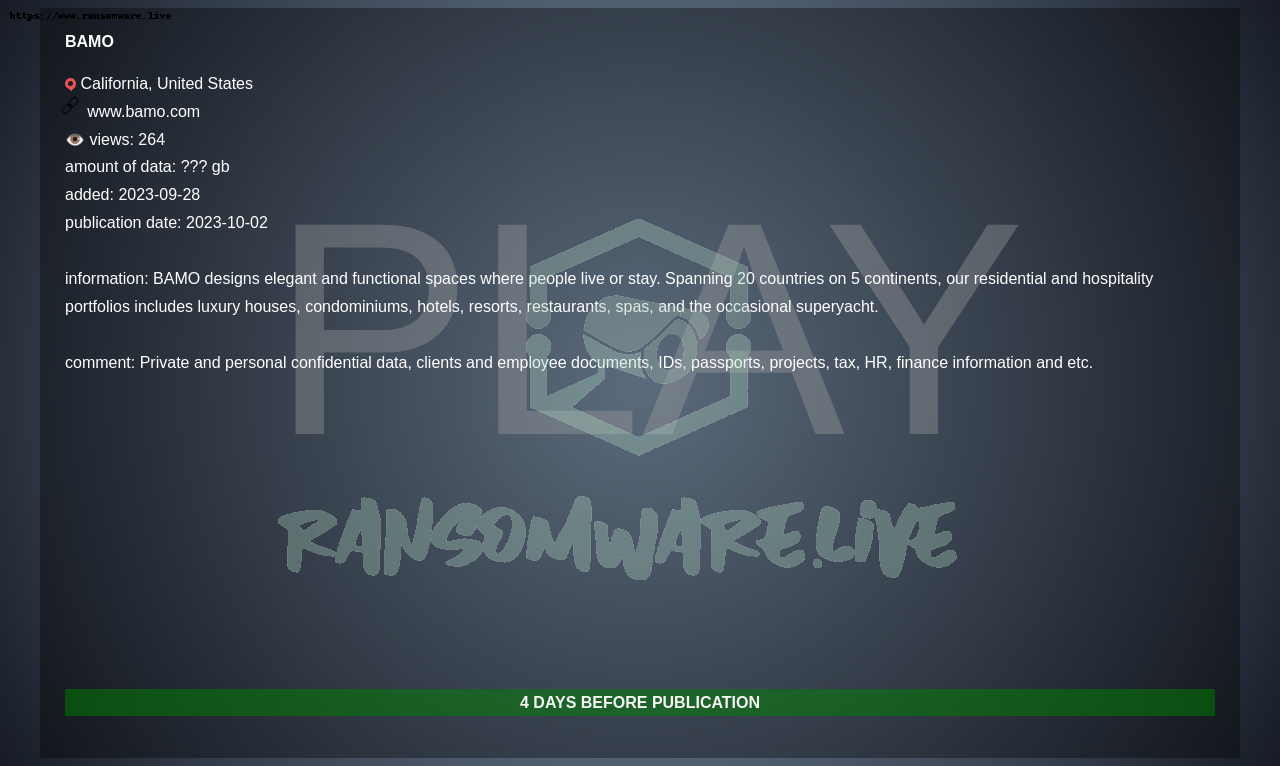 https://www.ransomware.live
BAMO
California, United States
www.bamo.com
views: 264
amount of data: ??? gb
added: 2023-09-28
publication date: 2023-10-02
PLAY
information: BAMO designs elegant and functional spaces where people live or stay. Spanning 20 countries on 5 continents, our residential and hospitality
portfolios includes luxury houses, condominiums, hotels, resorts, restaurants, spas, and the occasional superyacht.
comment: Private and personal confidential data, clients and employee documents, IDs, passports, projects, tax, HR, finance information and etc.
RANSOMWARE.LIVE
4 DAYS BEFORE PUBLICATION